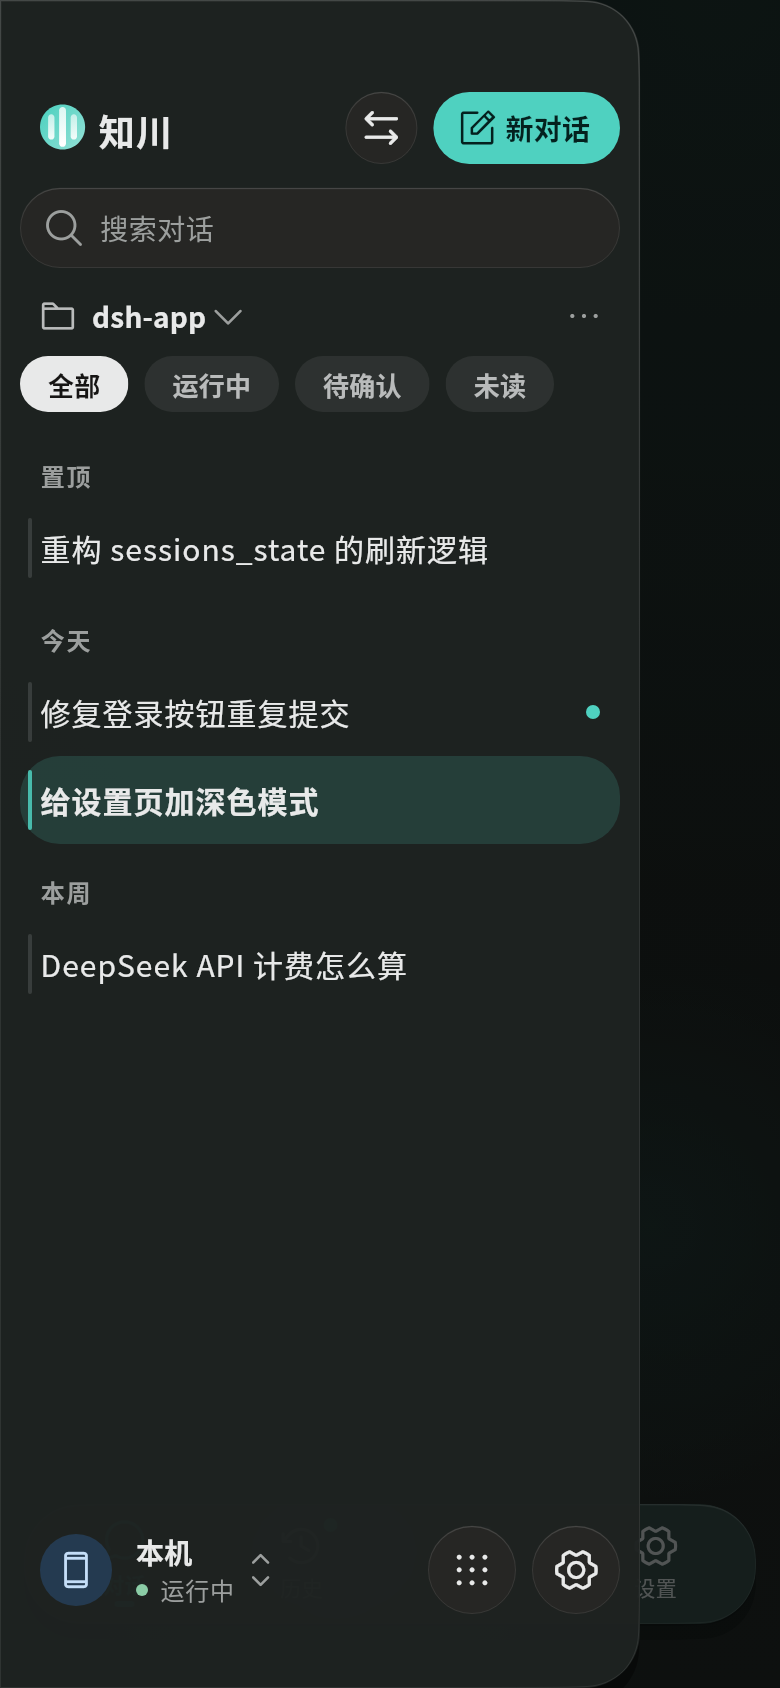 知川
新对话
搜索对话
dsh-app
全部 运行中 待确认 未读
置顶
重构 sessions_state 的刷新逻辑
今天
修复登录按钮重复提交
给设置页加深色模式
本周
DeepSeek API 计费怎么算
本机
运行中
设置